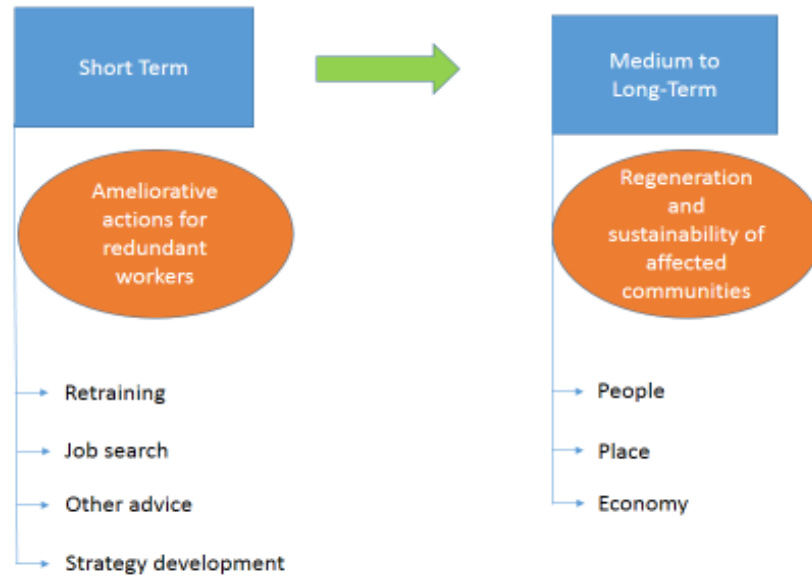 Short Term
Medium to
Long-Term
Ameliorative
actions for
redundant
workers
Regeneration
and
sustainability of
affected
communities
Retraining
Job search
Other advice
Strategy development
People
Place
Economy